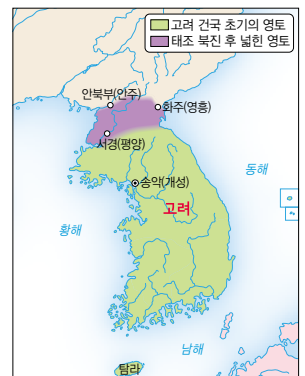 고려 건국 초기의 영토
태조 북진 후 넓힌 영토
안북부(안주)
화주(영흥)
서경(평양)
동해
송악(개성)
고려
황해
남해
탐라